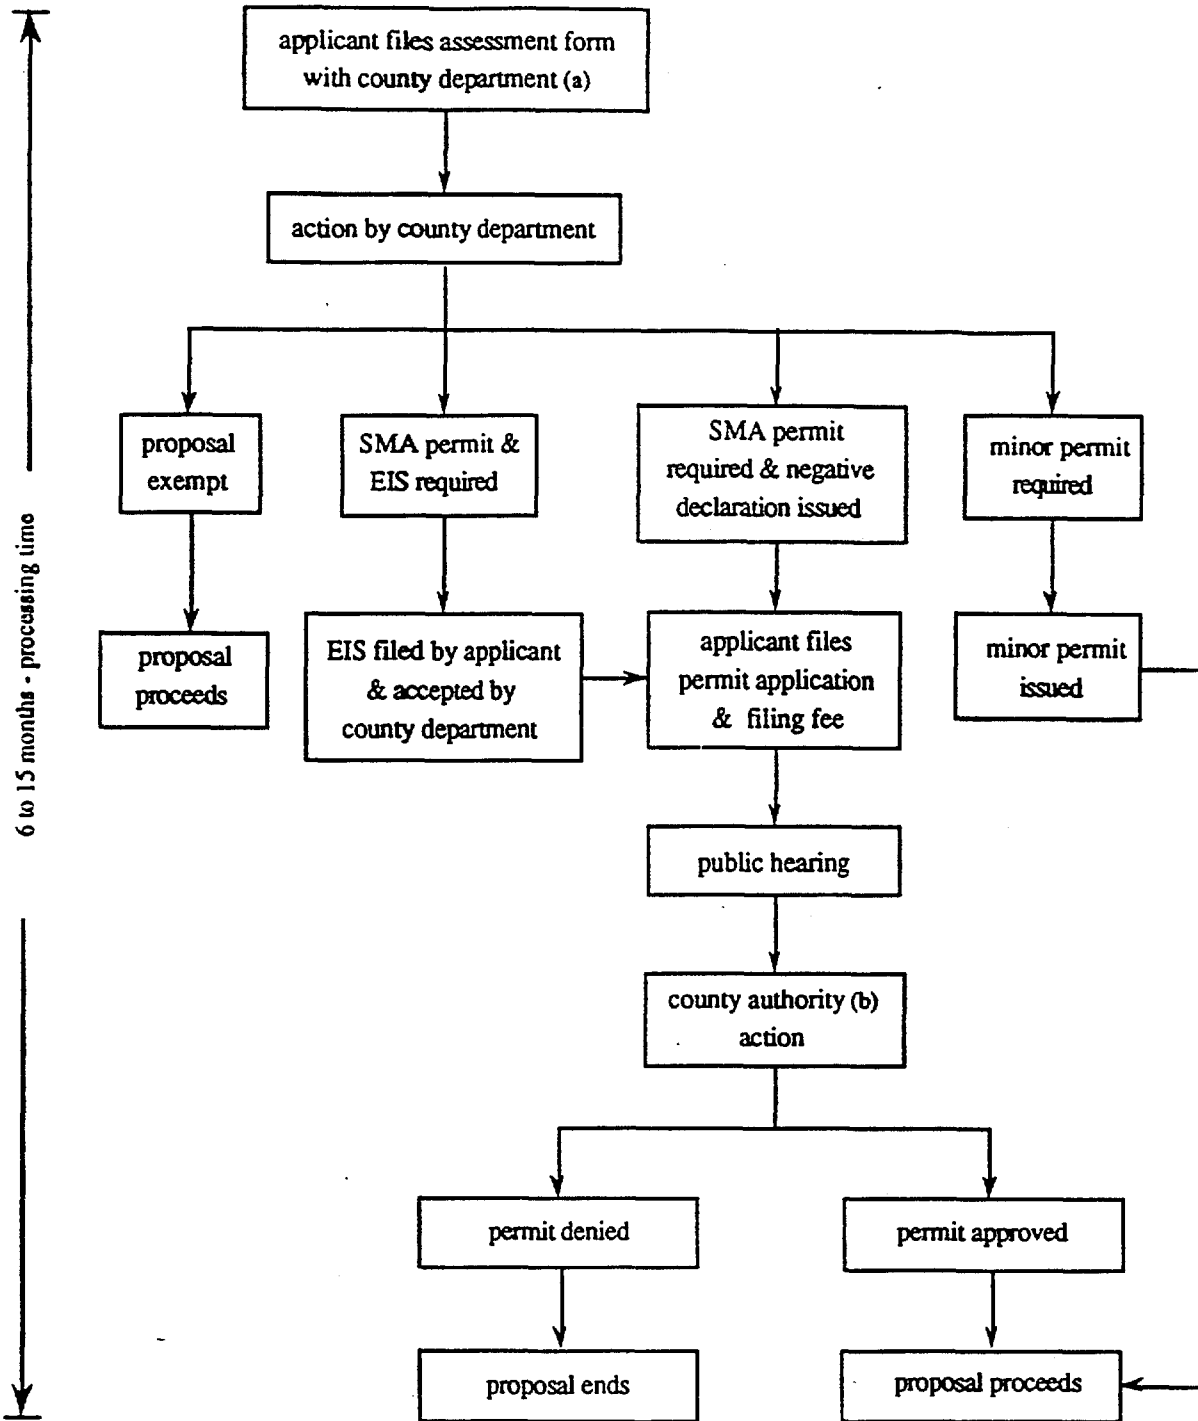 applicant files assessment form
with county department (a)
action by county department
proposal
exempt
SMA permit &
EIS required
SMA permit
required & negative
declaration issued
minor permit
required
proposal
proceeds
EIS filed by applicant
& accepted by
county department
applicant files
permit application
& filing fee
minor permit
issued
6 to 15 months - processing time
public hearing
county authority (b)
action
permit denied
permit approved
proposal ends
proposal proceeds